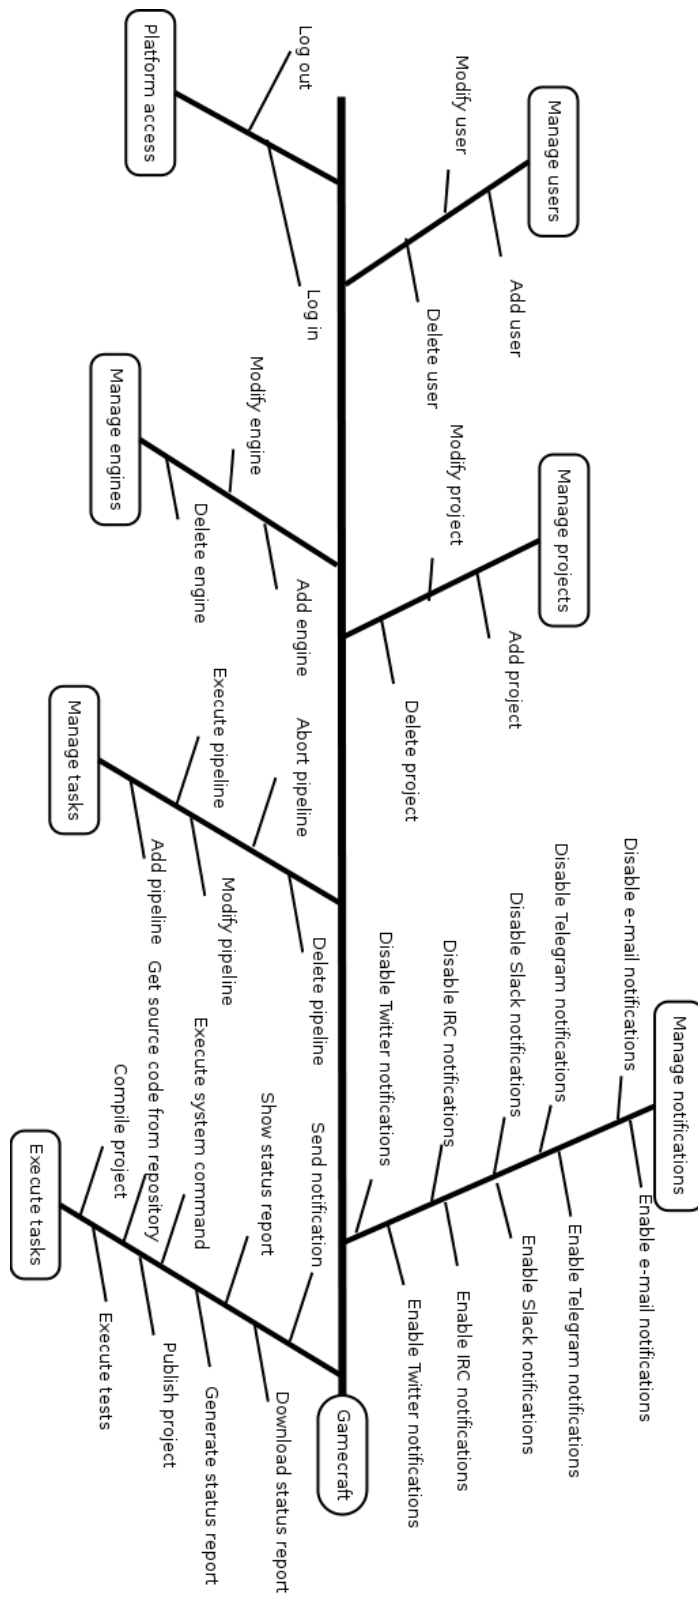 Manage users
Modify user
Add user
Delete user
Manage projects
Modify project
Add project
Delete project
Manage notifications
Disable e-mail notifications
Disable Telegram notifications
Disable Slack notifications
Disable IRC notifications
Disable Twitter notifications
Enable e-mail notifications
Enable Telegram notifications
Enable Slack notifications
Enable IRC notifications
Enable Twitter notifications
Gamecraft
Platform access
Log out
Log in
Manage engines
Modify engine
Delete engine
Add engine
Manage tasks
Execute pipeline
Abort pipeline
Add pipeline
Modify pipeline
Delete pipeline
Execute tasks
Compile project
Get source code from repository
Execute system command
Show status report
Send notification
Execute tests
Publish project
Generate status report
Download status report